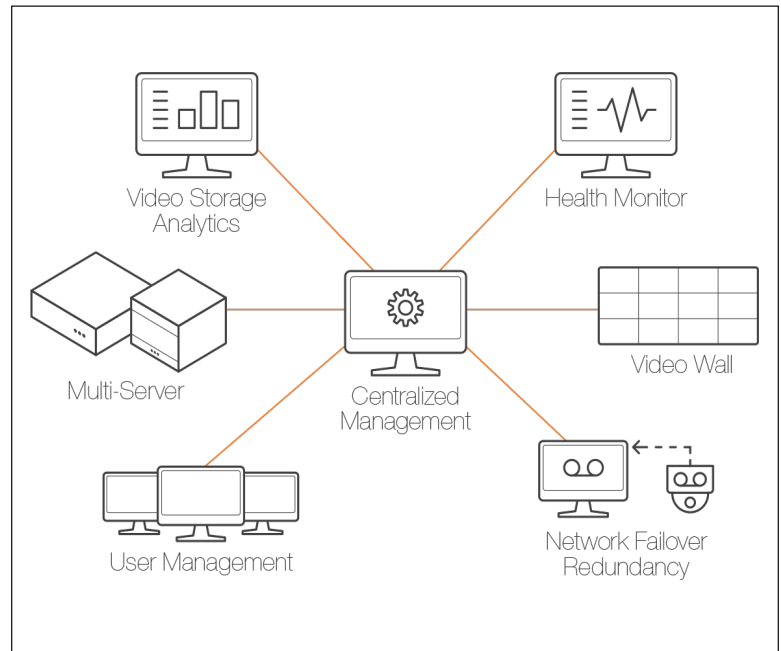 Video Storage
Analytics
Health Monitor
Multi-Server
Centralized
Management
Video Wall
User Management
Network Failover
Redundancy